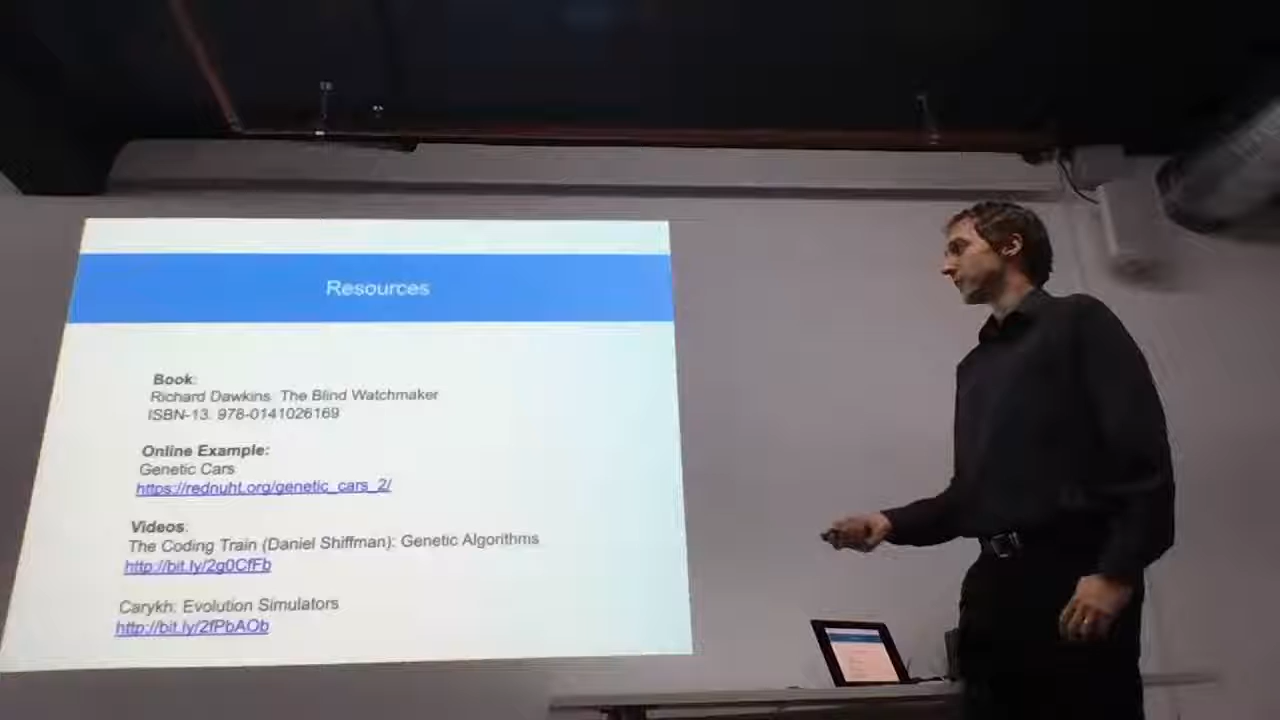 Resources
Book:
Richard Dawkins. The Blind Watchmaker
ISBN-13. 978-0141026169
Online Example:
Genetic Cars
https://rednuht.org/genetic_cars_2/
Videos:
The Coding Train (Daniel Shiffman): Genetic Algorithms
http://bit.ly/2g0CfFb
Carykh: Evolution Simulators
http://bit.ly/2fPbAOb